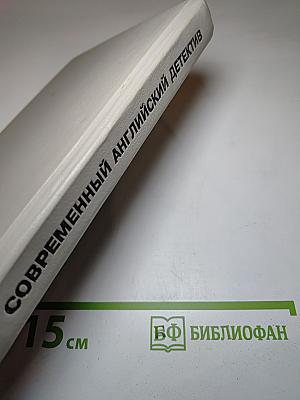 СОВРЕМЕННЫЙ АНГЛИЙСКИЙ ДЕТЕКТИВ
15 см
БФ БИБЛИОФАН